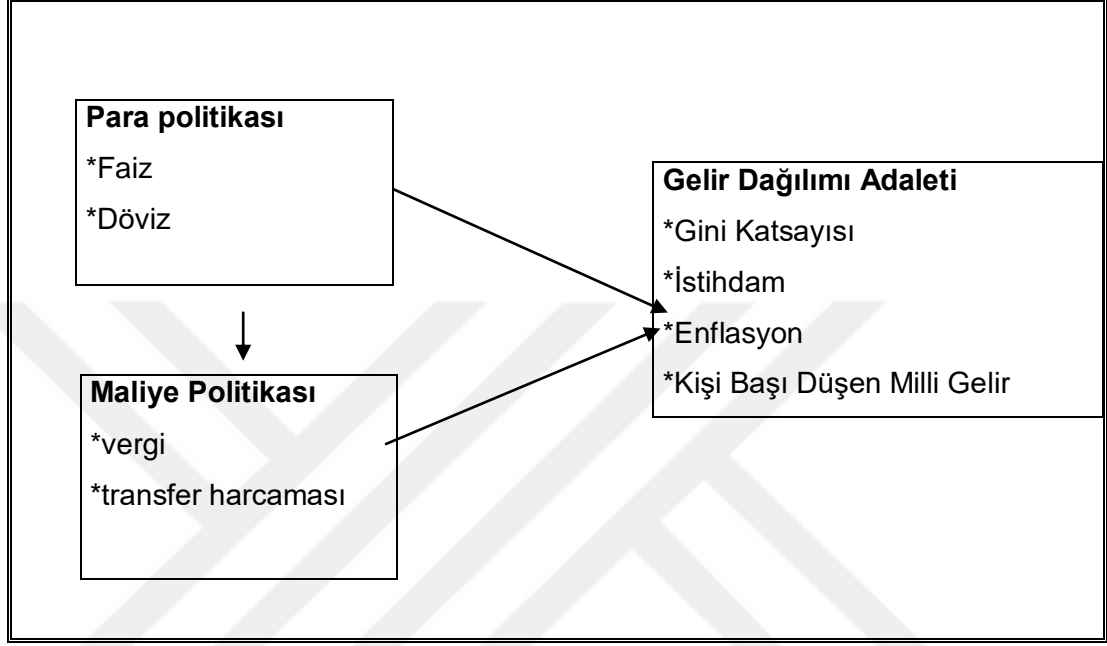 Para politikası
*Faiz
*Döviz
Gelir Dağılımı Adaleti
*Gini Katsayısı
*İstihdam
*Enflasyon
*Kişi Başı Düşen Milli Gelir
Maliye Politikası
*vergi
*transfer harcaması